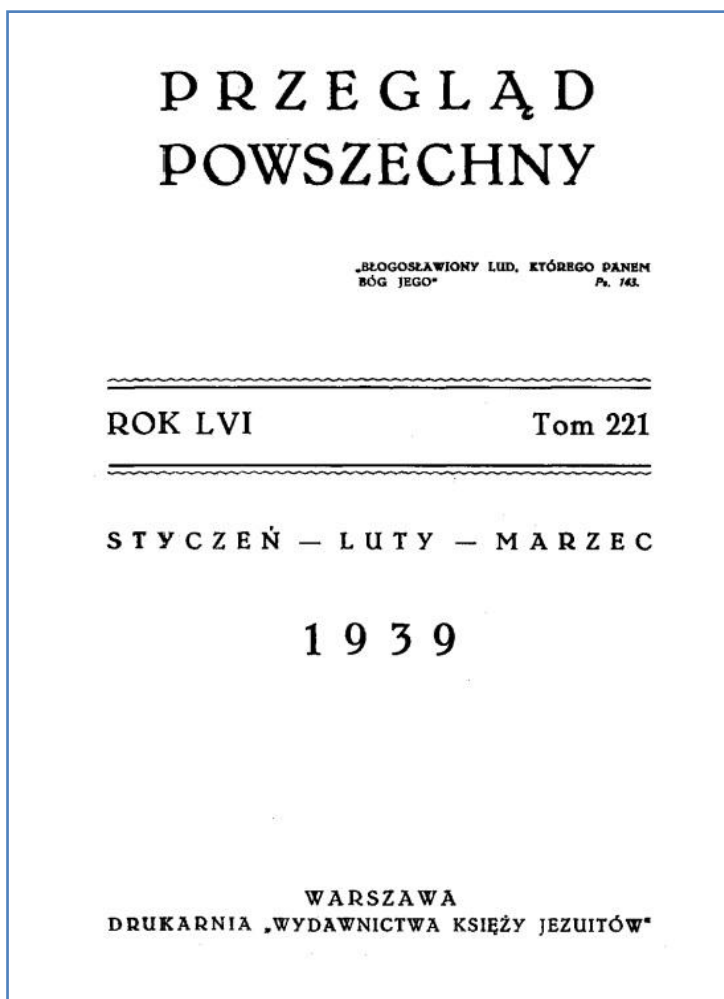 PRZEGLĄD
POWSZECHNY
„BŁOGOSŁAWIONY LUD, KTÓREGO PANEM
BÓG JEGO“ Ps. 143.
ROK LVI Tom 221
STYCZEŃ — LUTY — MARZEC
1939
WARSZAWA
DRUKARNIA „WYDAWNICTWA KSIĘŻY JEZUITÓW“